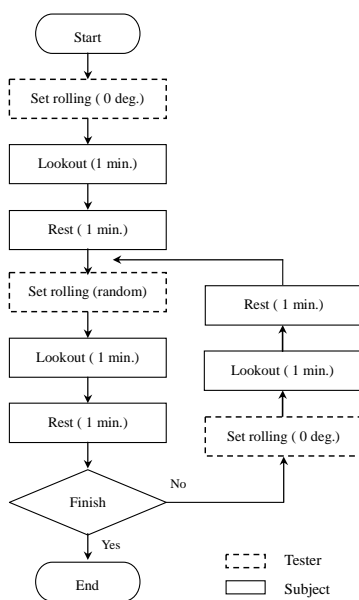 Start
Set rolling ( 0 deg.)
Lookout (1 min.)
Rest ( 1 min.)
Set rolling (random)
Lookout ( 1 min.)
Rest ( 1 min.)
Finish
No
Yes
End
Rest ( 1 min.)
Lookout ( 1 min.)
Set rolling ( 0 deg.)
Tester
Subject